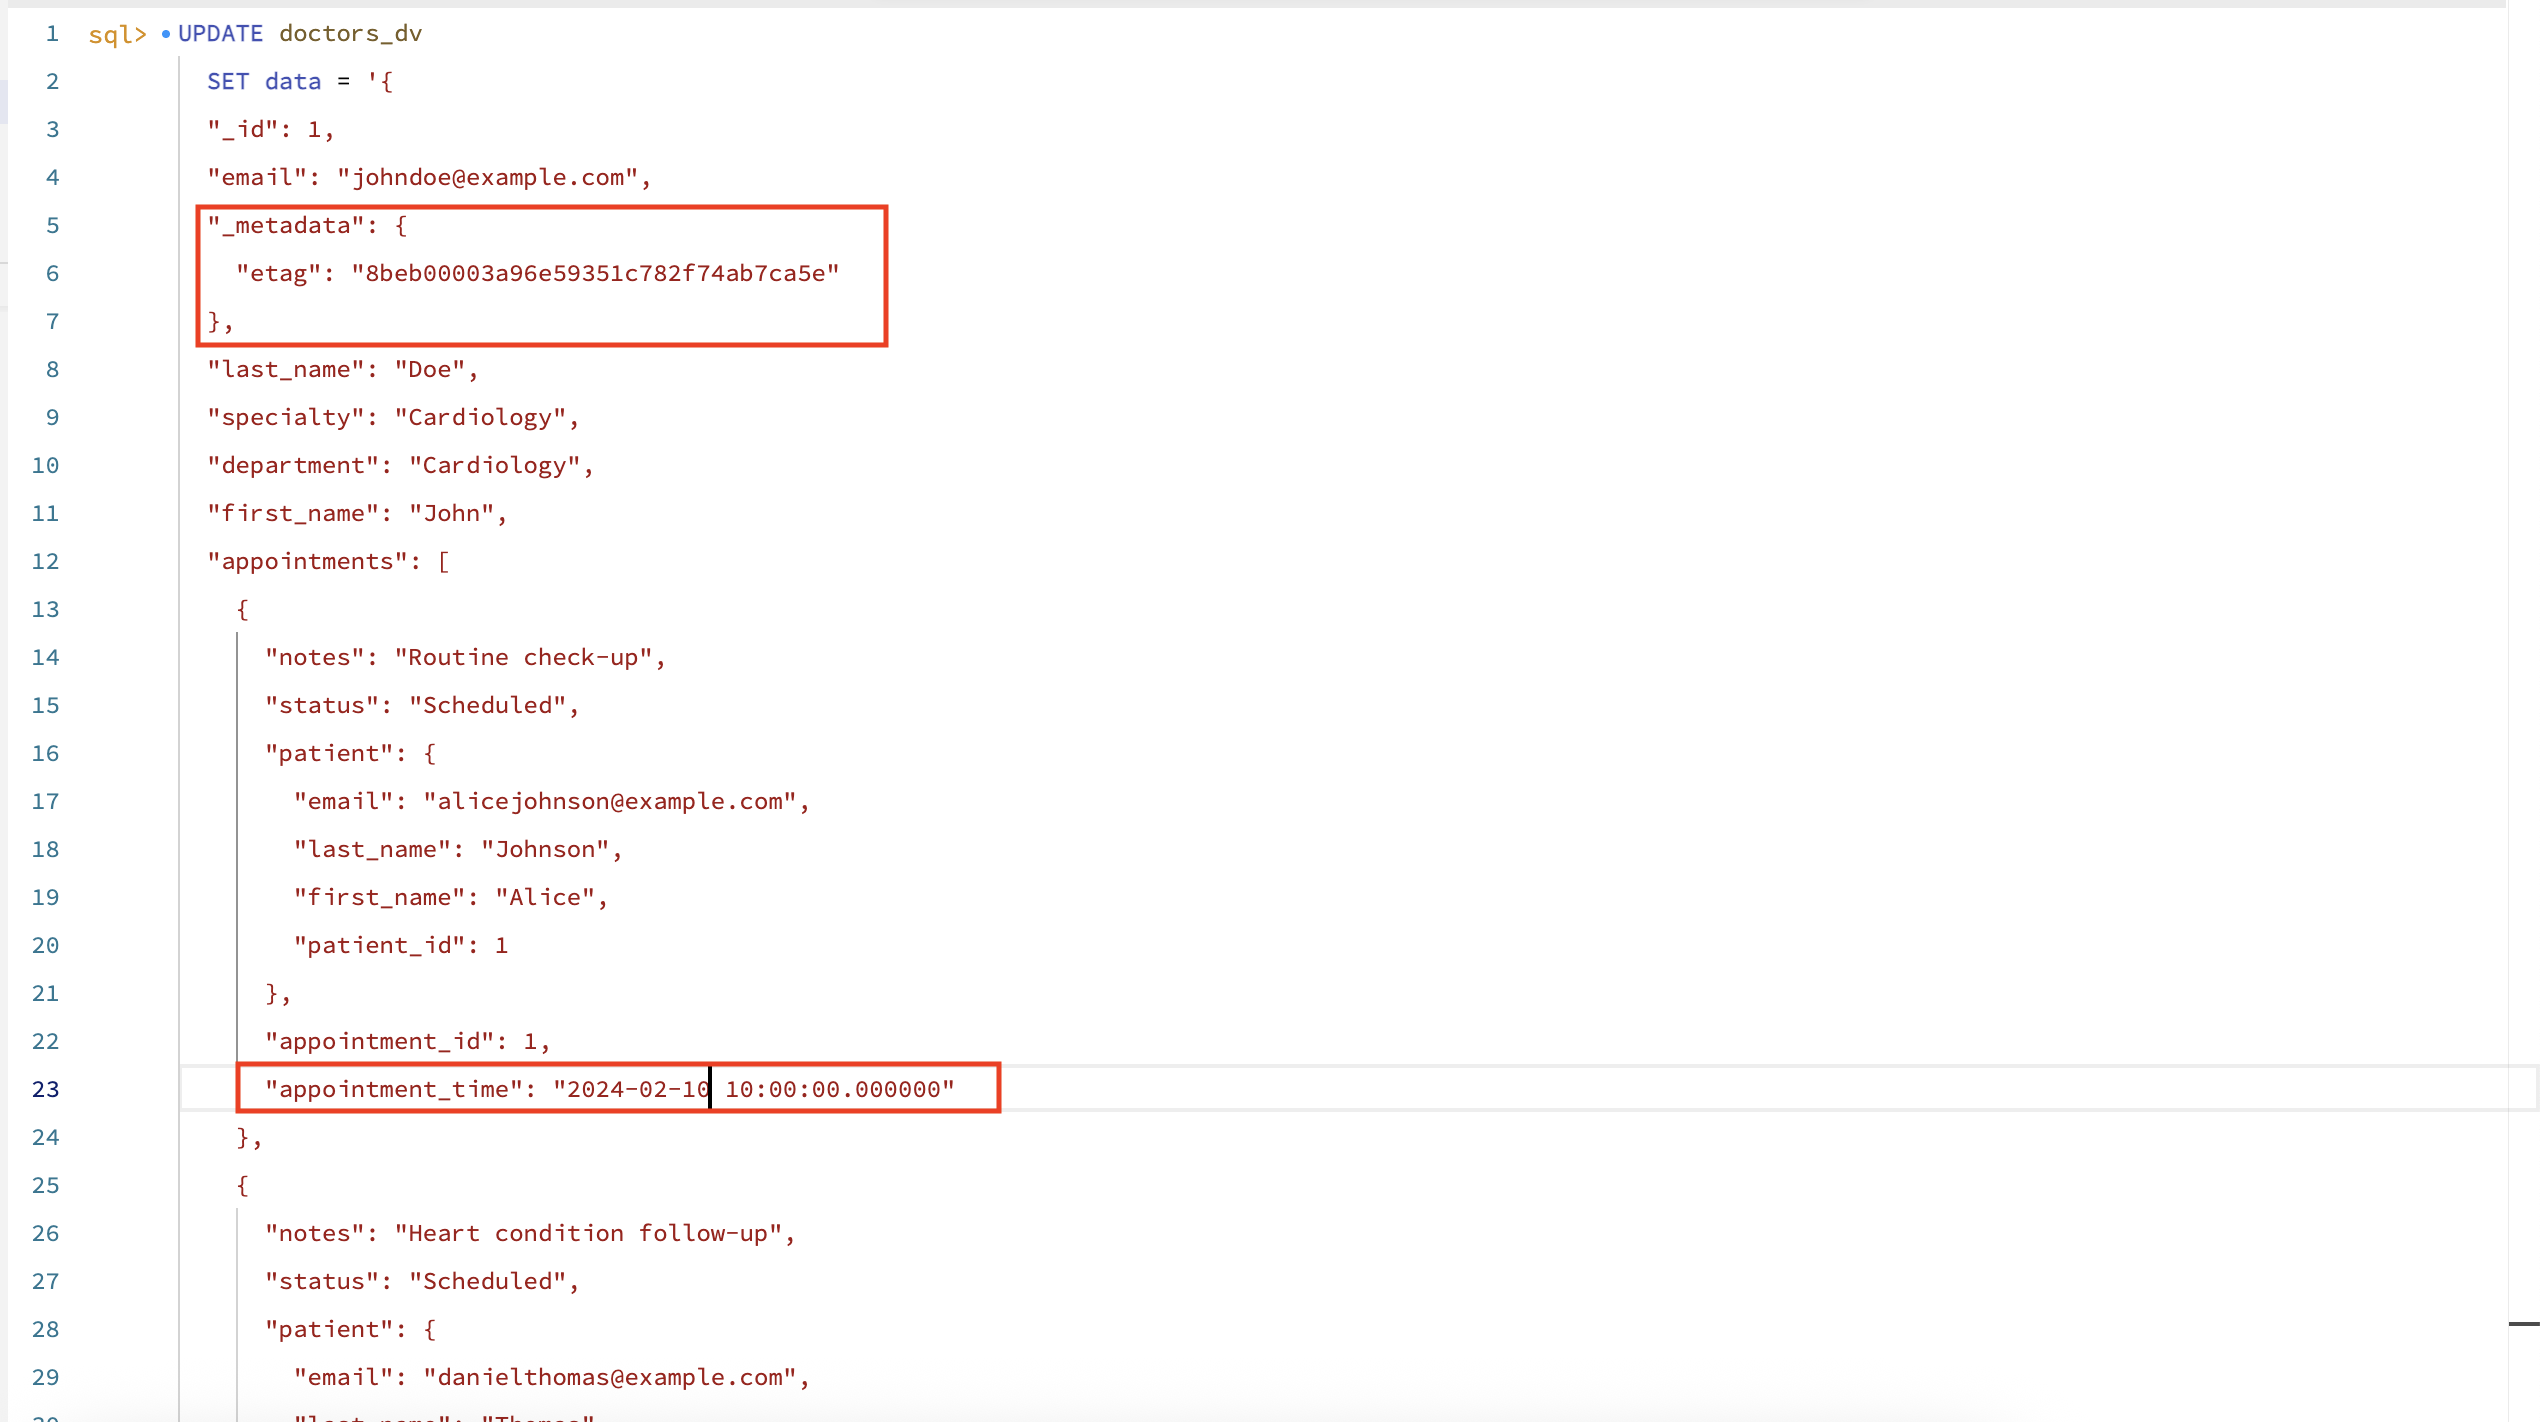 1 sql> UPDATE doctors_dv
2 SET data = '{
3 "_id": 1,
4 "email": "johndoe@example.com",
5 "_metadata": {
6 "etag": "8beb00003a96e59351c782f74ab7ca5e"
7 },
8 "last_name": "Doe",
9 "specialty": "Cardiology",
10 "department": "Cardiology",
11 "first_name": "John",
12 "appointments": [
13 {
14 "notes": "Routine check-up",
15 "status": "Scheduled",
16 "patient": {
17 "email": "alicejohnson@example.com",
18 "last_name": "Johnson",
19 "first_name": "Alice",
20 "patient_id": 1
21 },
22 "appointment_id": 1,
23 "appointment_time": "2024-02-10 10:00:00.000000"
24 },
25 {
26 "notes": "Heart condition follow-up",
27 "status": "Scheduled",
28 "patient": {
29 "email": "danielthomas@example.com",